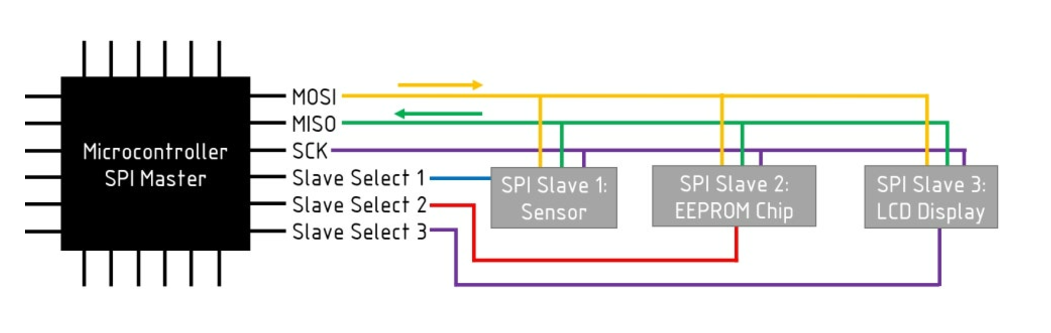 Microcontroller
SPI Master
MOSI
MISO
SCK
Slave Select 1
Slave Select 2
Slave Select 3
SPI Slave 1:
Sensor
SPI Slave 2:
EEPROM Chip
SPI Slave 3:
LCD Display